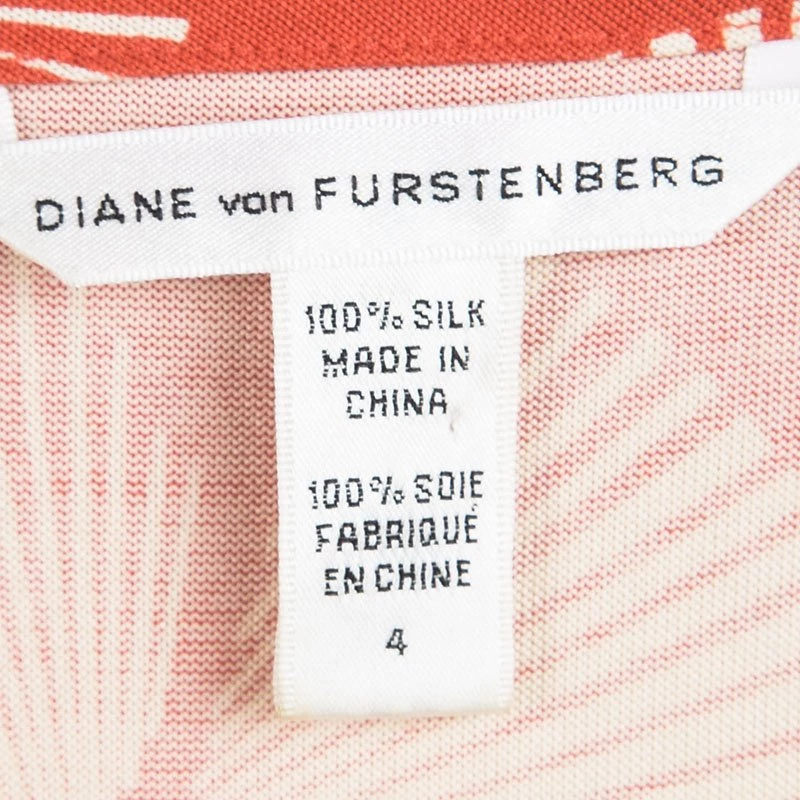 DIANE von FURSTENBERG
100% SILK
MADE IN
CHINA
100% SOIE
FABRIQUÉ
EN CHINE
4